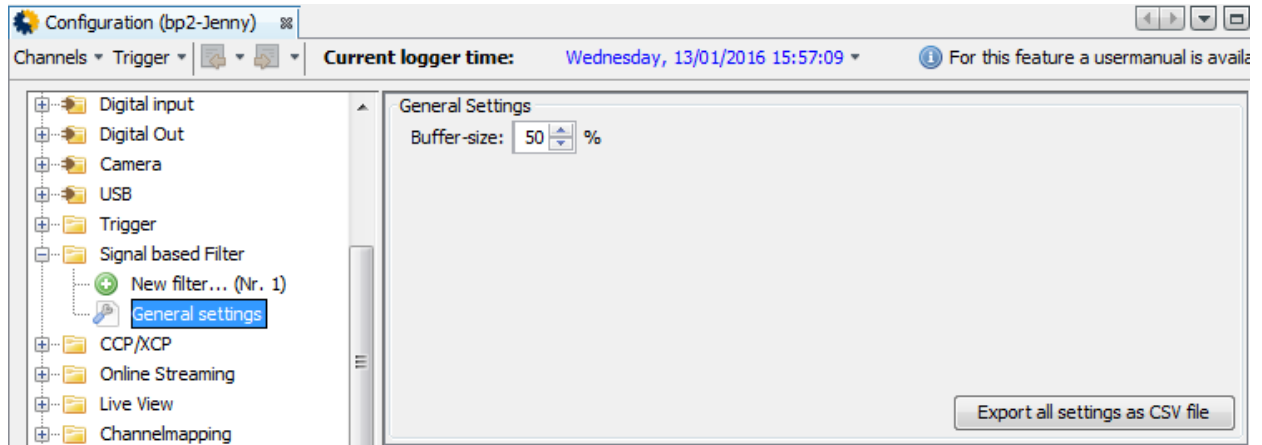 Configuration (bp2-Jenny)
Channels Trigger Current logger time: Wednesday, 13/01/2016 15:57:09 For this feature a usermanual is availa
Digital input
Digital Out
Camera
USB
Trigger
Signal based Filter
New filter... (Nr. 1)
General settings
CCP/XCP
Online Streaming
Live View
Channelmapping
General Settings
Buffer-size: 50 %
Export all settings as CSV file